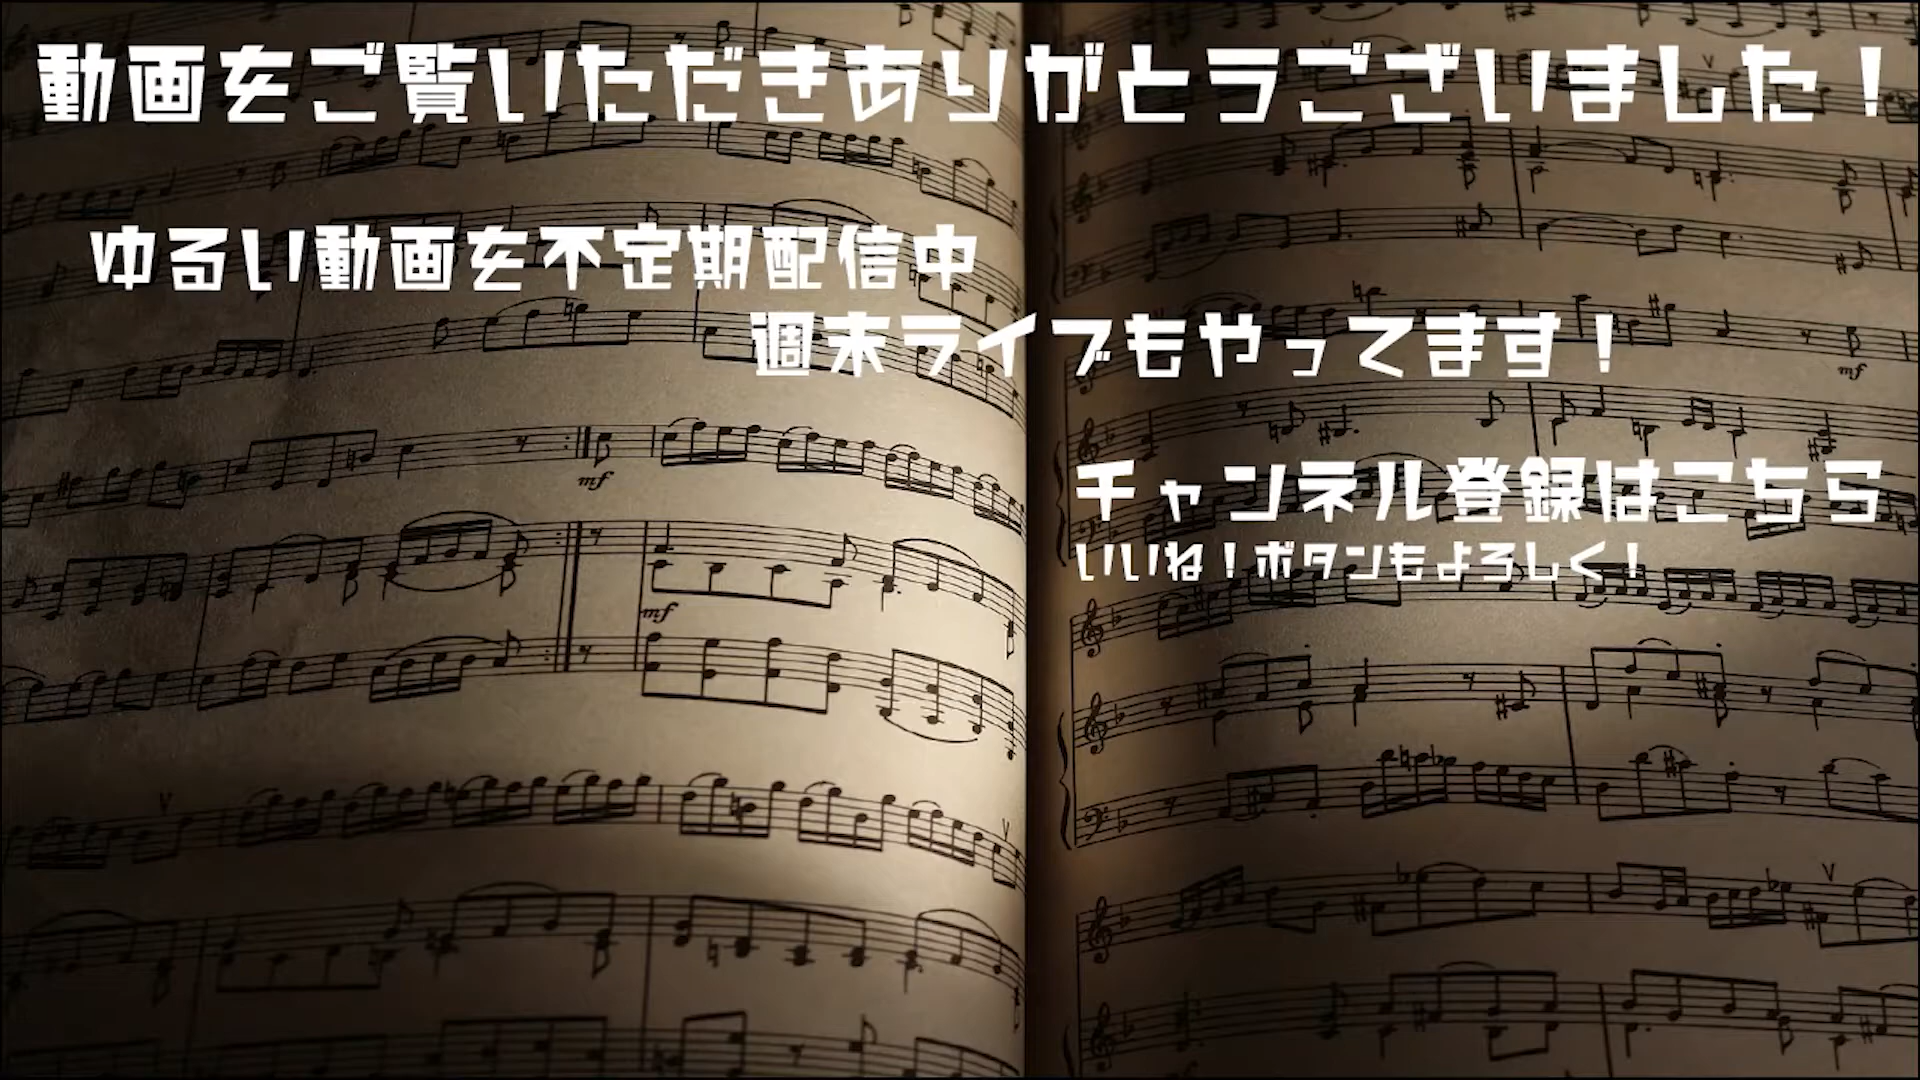 動画をご覧いただきありがとうございました！
ゆるい動画を不定期配信中
週末ライブもやってます！
チャンネル登録はこちら
いいね！ボタンもよろしく！